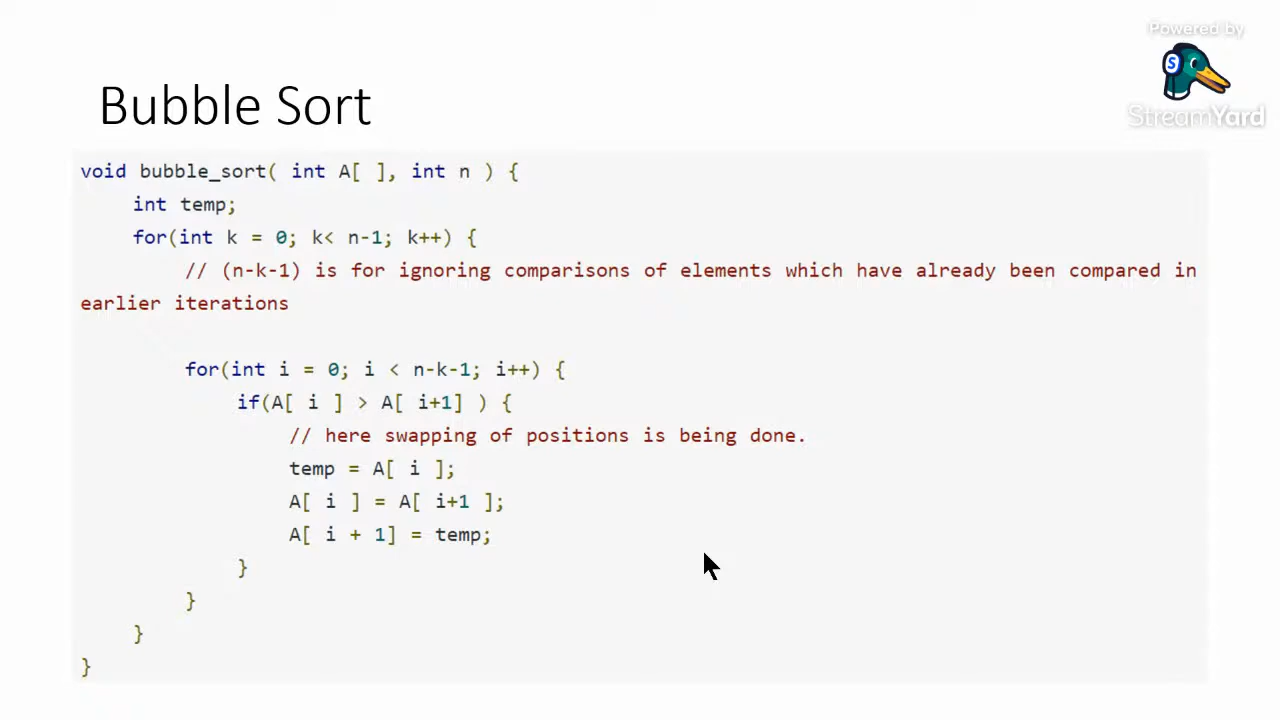 Powered by
S
StreamYard
Bubble Sort
void bubble_sort( int A[ ], int n ) {
    int temp;
    for(int k = 0; k< n-1; k++) {
        // (n-k-1) is for ignoring comparisons of elements which have already been compared in
earlier iterations
        for(int i = 0; i < n-k-1; i++) {
            if(A[ i ] > A[ i+1] ) {
                // here swapping of positions is being done.
                temp = A[ i ];
                A[ i ] = A[ i+1 ];
                A[ i + 1] = temp;
            }
        }
    }
}